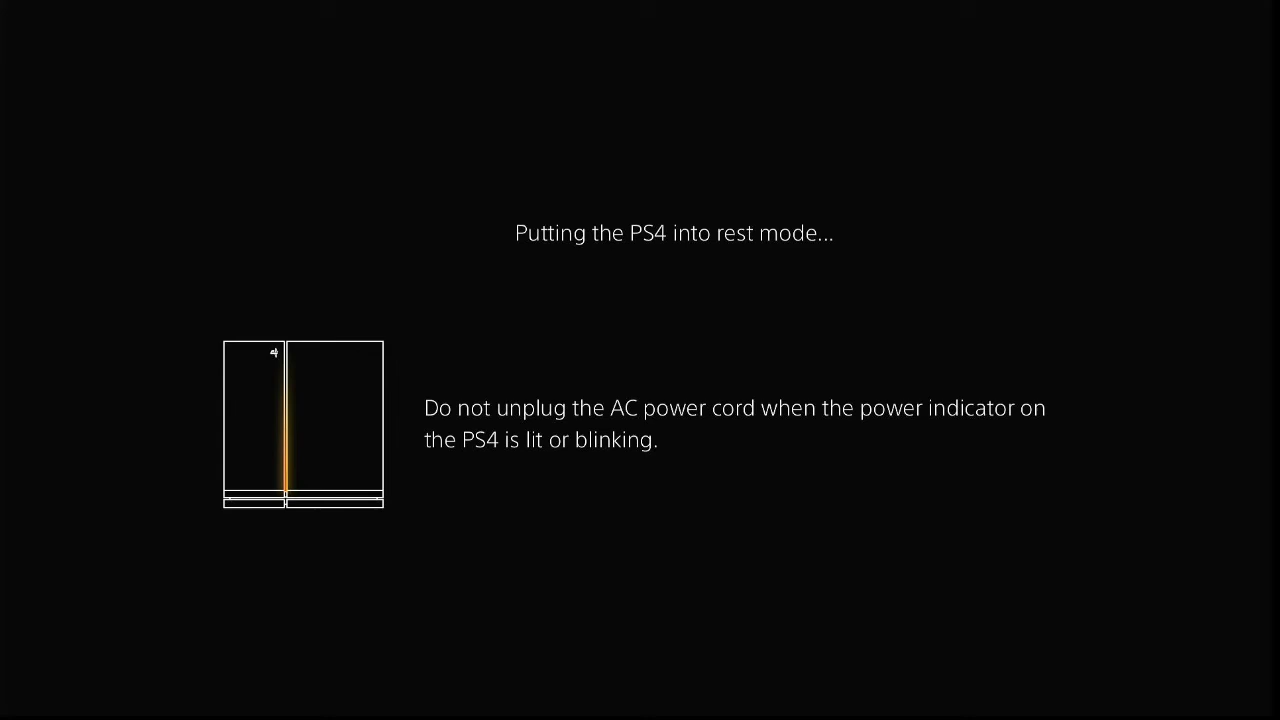 Putting the PS4 into rest mode...
Do not unplug the AC power cord when the power indicator on
the PS4 is lit or blinking.